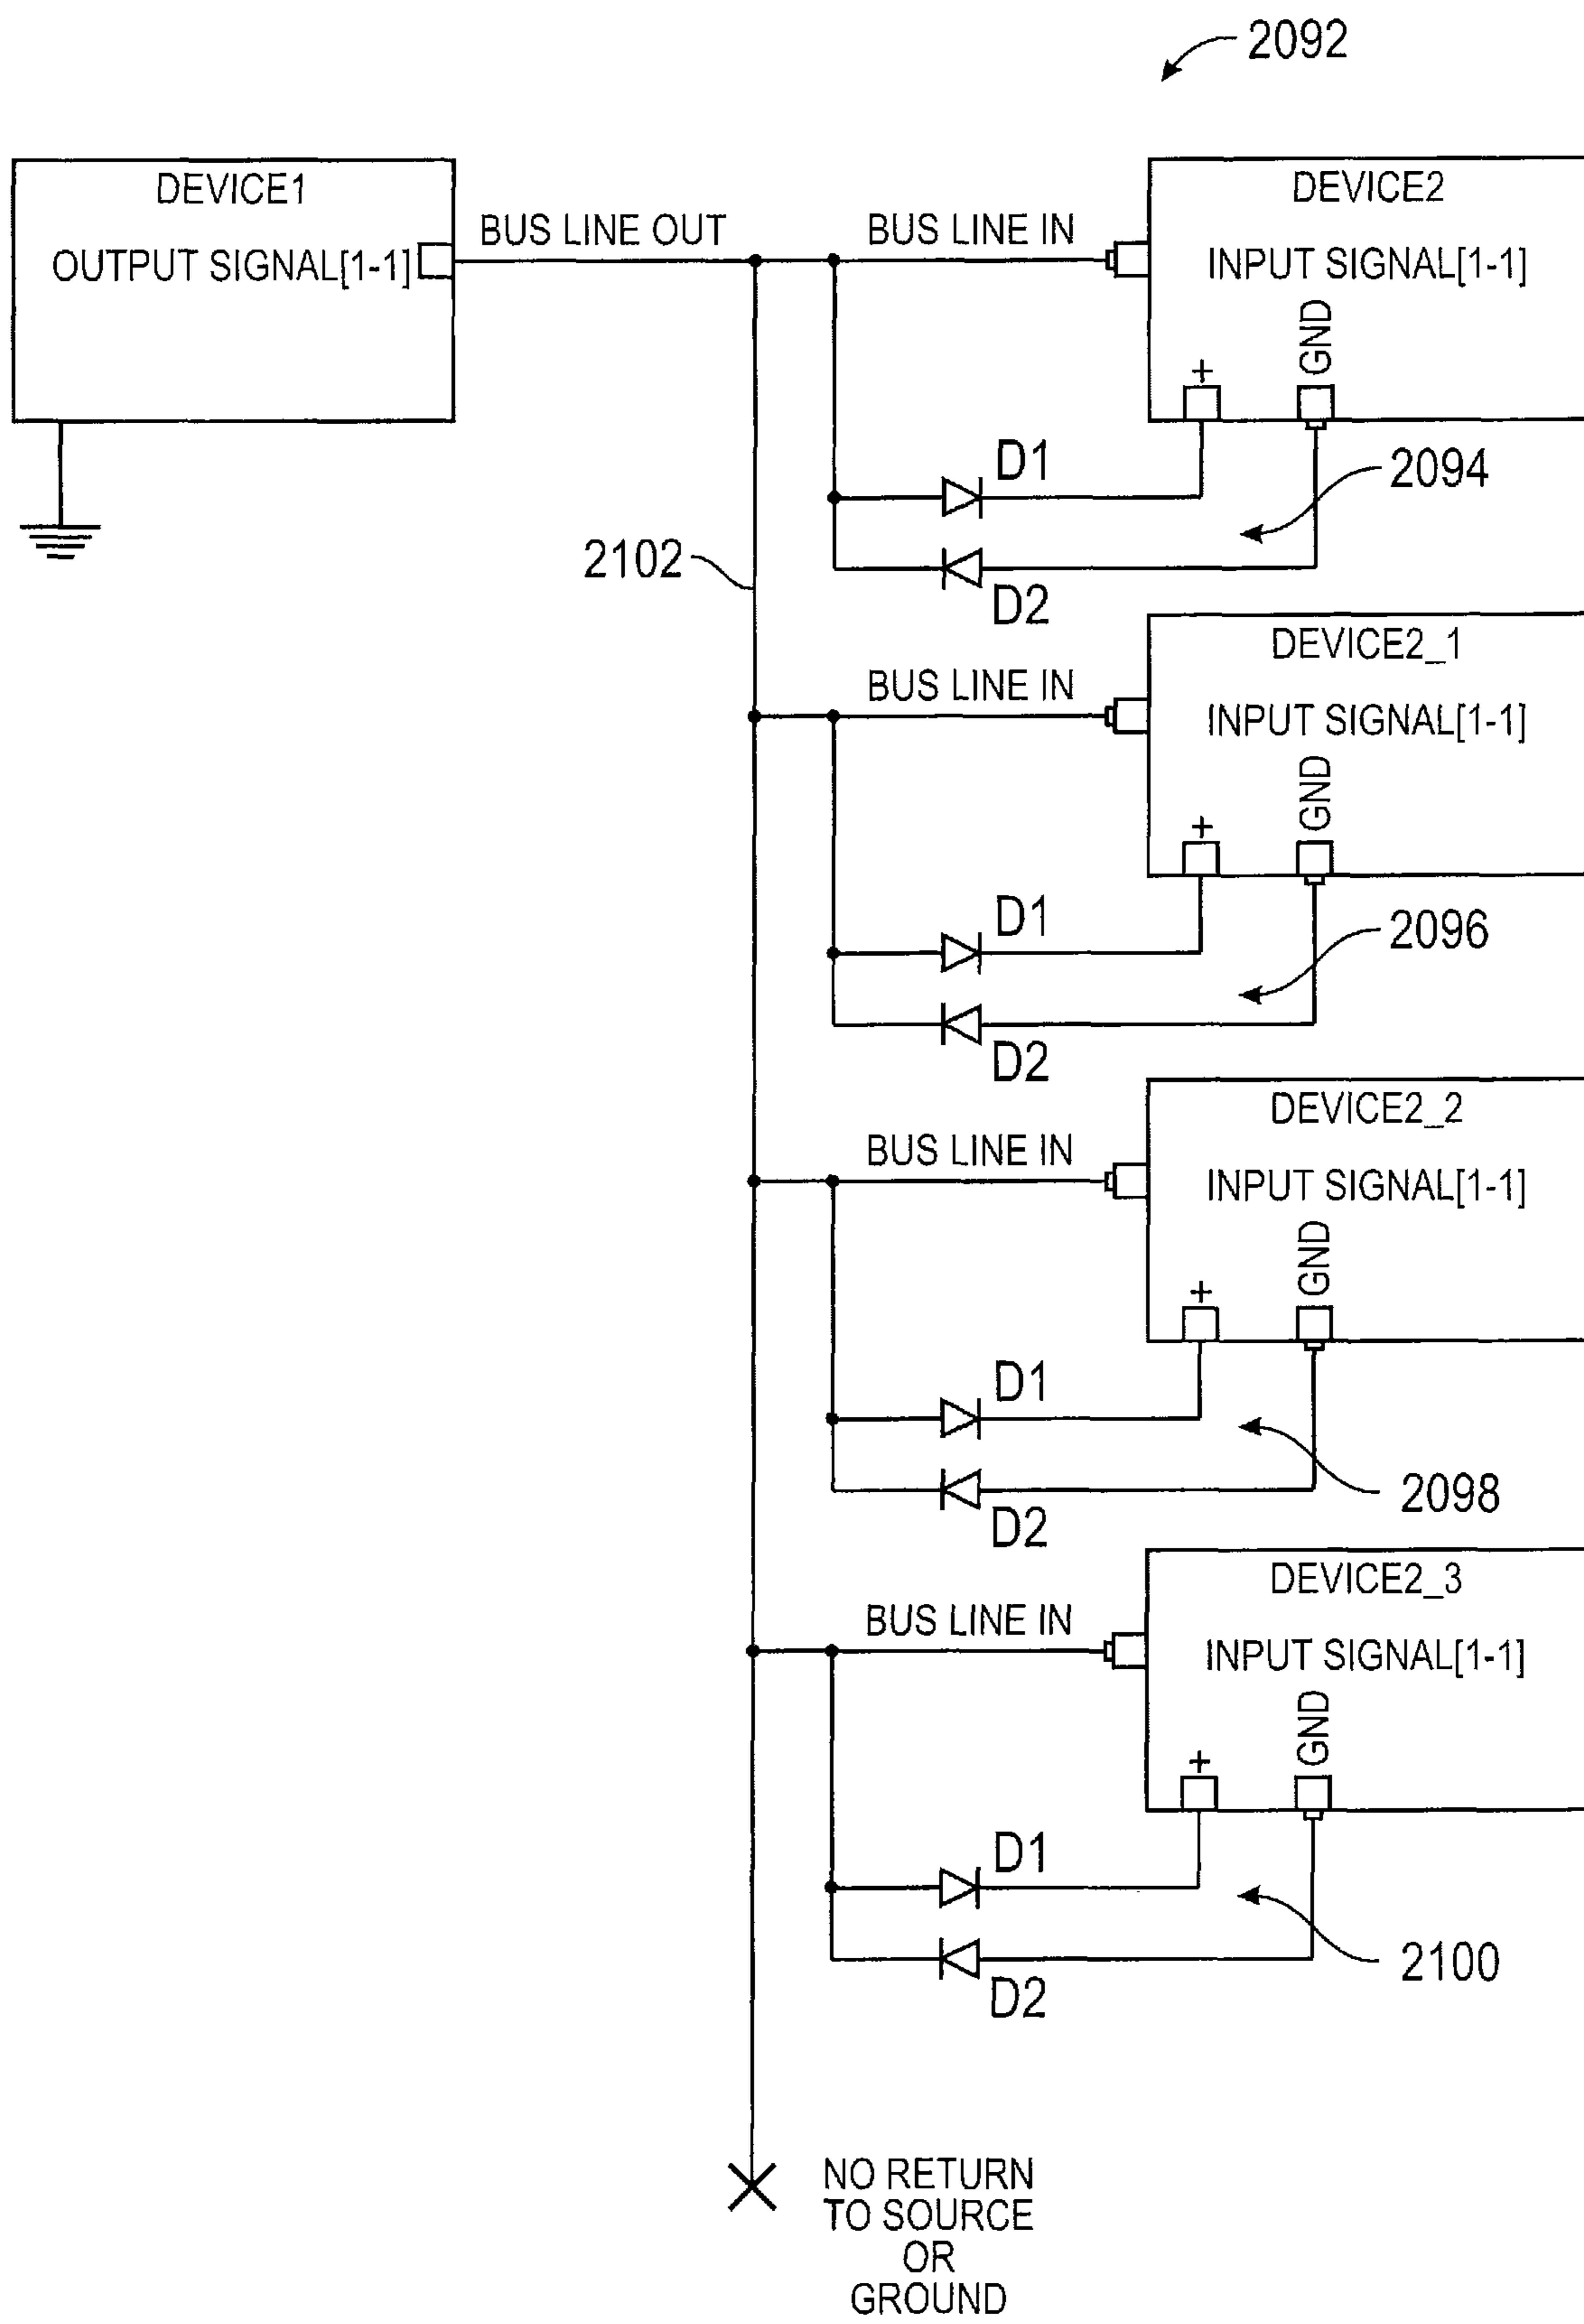 2092
DEVICE1
OUTPUT SIGNAL[1-1]
BUS LINE OUT
BUS LINE IN
DEVICE2
INPUT SIGNAL[1-1]
+
GND
D1
D2
2094
2102
BUS LINE IN
DEVICE2_1
INPUT SIGNAL[1-1]
+
GND
D1
D2
2096
BUS LINE IN
DEVICE2_2
INPUT SIGNAL[1-1]
+
GND
D1
D2
2098
BUS LINE IN
DEVICE2_3
INPUT SIGNAL[1-1]
+
GND
D1
D2
2100
NO RETURN
TO SOURCE
OR
GROUND